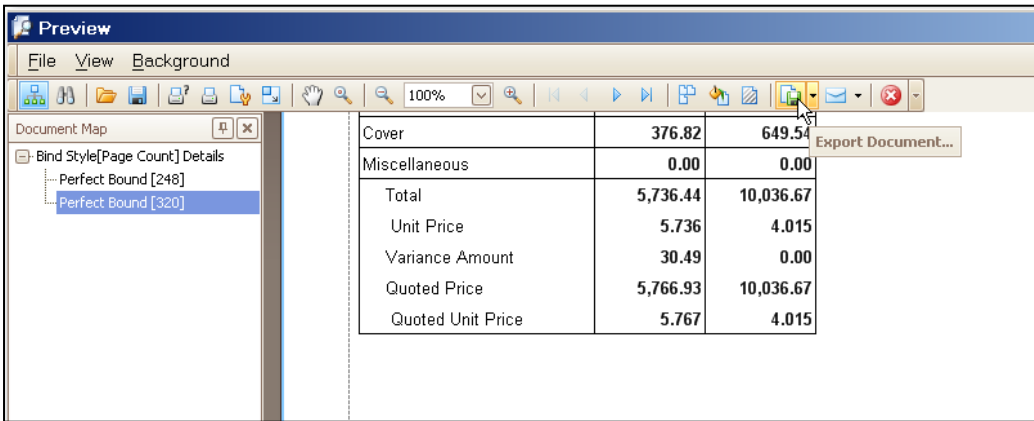 Preview
File View Background
100%
Document Map
Bind Style[Page Count] Details
Perfect Bound [248]
Perfect Bound [320]
Cover 376.82 649.54
Export Document...
Miscellaneous 0.00 0.00
Total 5,736.44 10,036.67
Unit Price 5.736 4.015
Variance Amount 30.49 0.00
Quoted Price 5,766.93 10,036.67
Quoted Unit Price 5.767 4.015